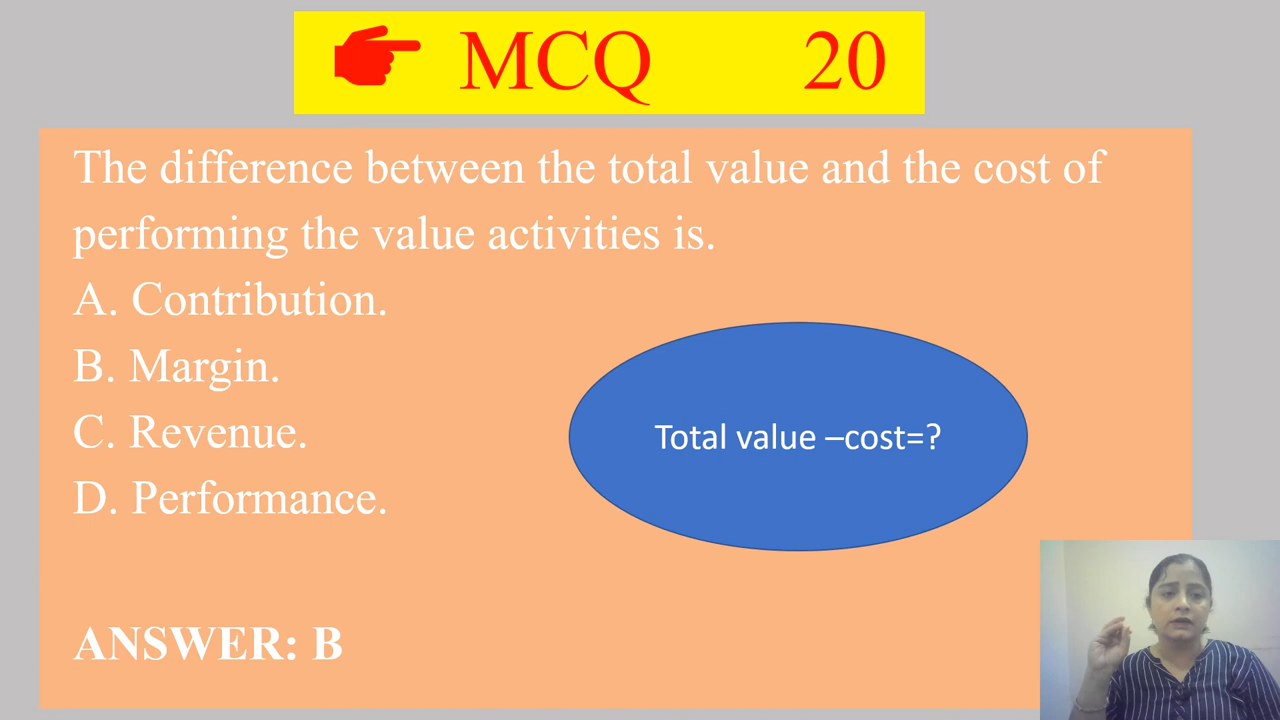 MCQ 20
The difference between the total value and the cost of
performing the value activities is.
A. Contribution.
B. Margin.
C. Revenue.
D. Performance.
Total value –cost=?
ANSWER: B